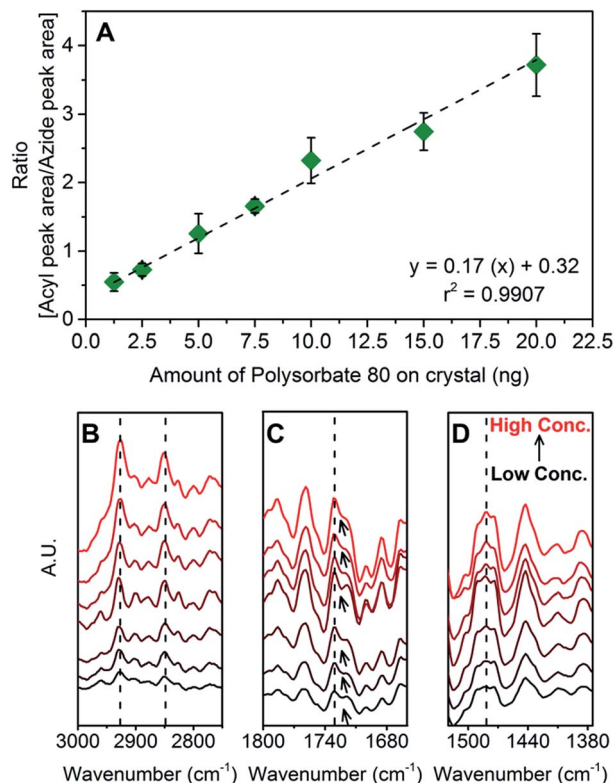 A
Ratio
[Acyl peak area/Azide peak area]
4
3
2
1
0
y = 0.17 (x) + 0.32
r² = 0.9907
0.0 2.5 5.0 7.5 10.0 12.5 15.0 17.5 20.0 22.5
Amount of Polysorbate 80 on crystal (ng)
B
C
D
High Conc.
Low Conc.
A.U.
3000 2900 2800
1800 1740 1680
1500 1440 1380
Wavenumber (cm⁻¹) Wavenumber (cm⁻¹) Wavenumber (cm⁻¹)